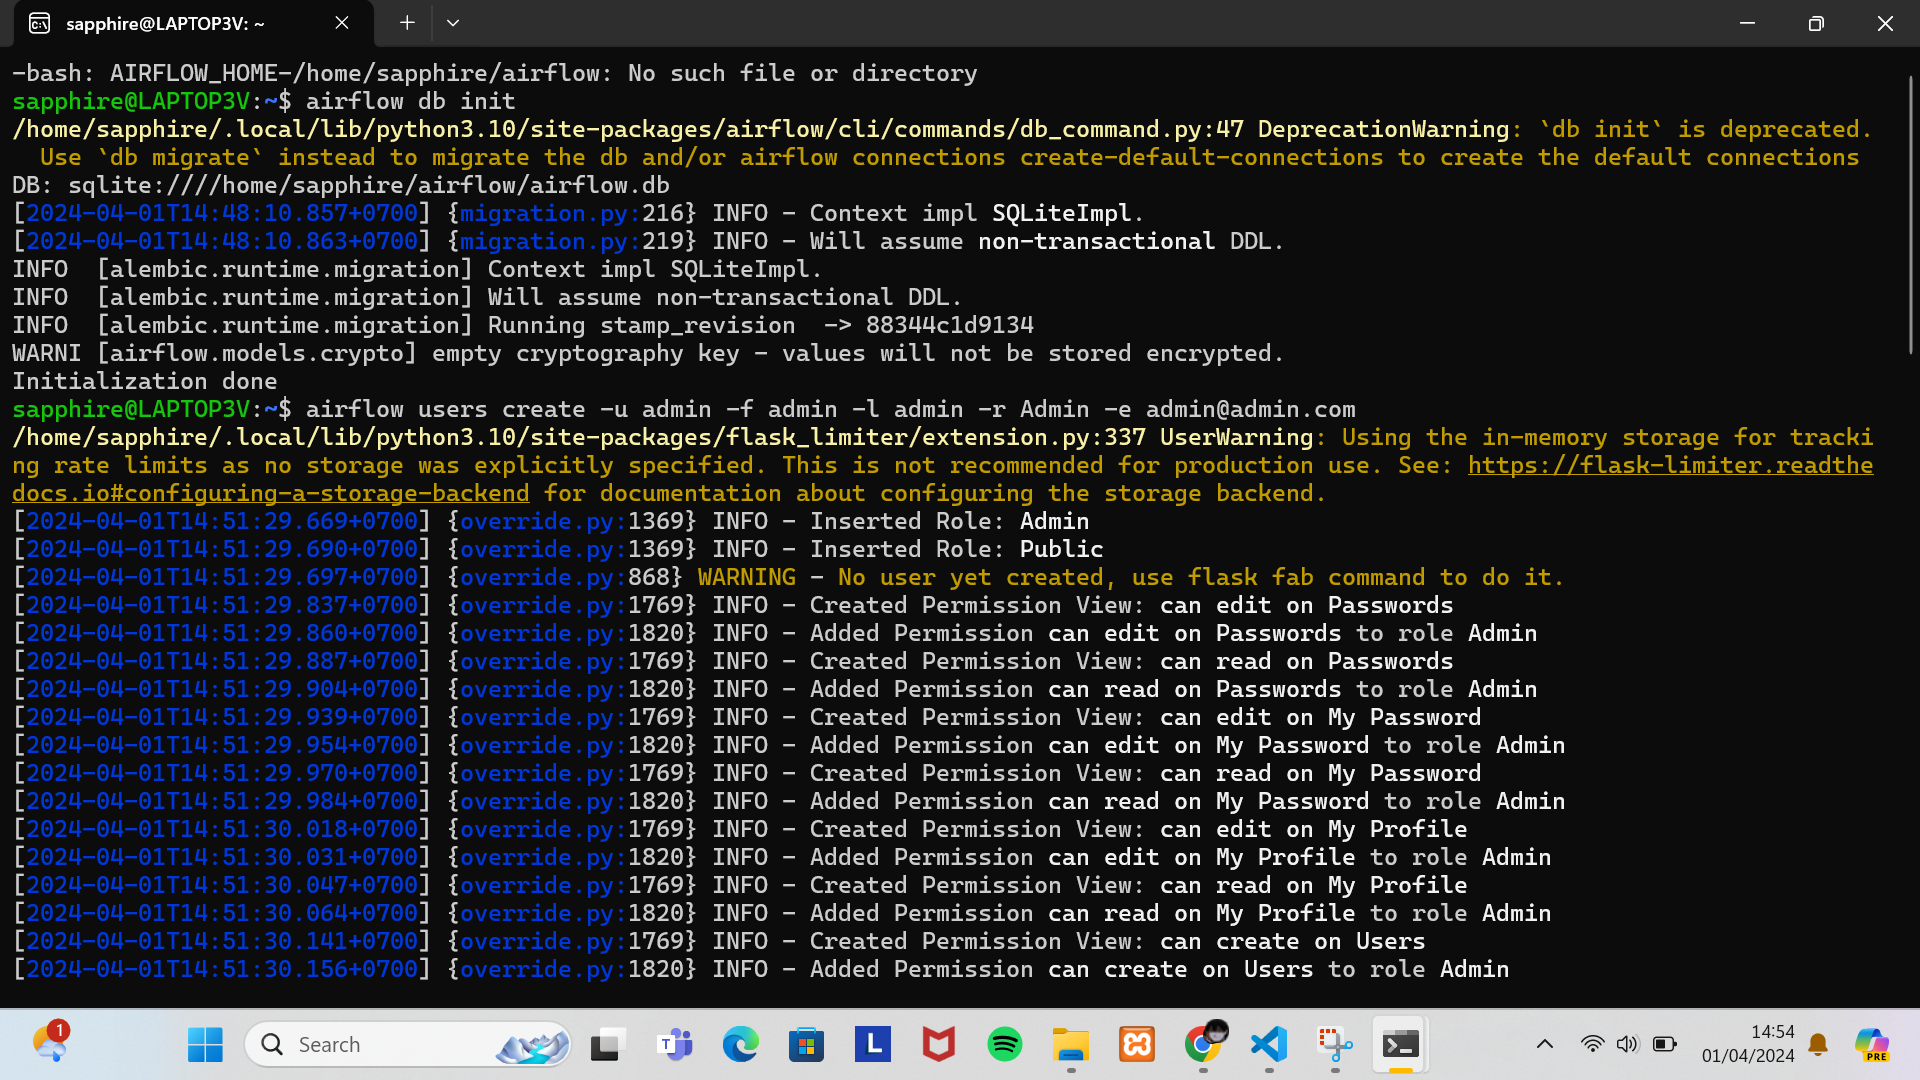 sapphire@LAPTOP3V: ~
-bash: AIRFLOW_HOME-/home/sapphire/airflow: No such file or directory
sapphire@LAPTOP3V:~$ airflow db init
/home/sapphire/.local/lib/python3.10/site-packages/airflow/cli/commands/db_command.py:47 DeprecationWarning: `db init` is deprecated.
Use `db migrate` instead to migrate the db and/or airflow connections create-default-connections to create the default connections
DB: sqlite:////home/sapphire/airflow/airflow.db
[2024-04-01T14:48:10.857+0700] {migration.py:216} INFO - Context impl SQLiteImpl.
[2024-04-01T14:48:10.863+0700] {migration.py:219} INFO - Will assume non-transactional DDL.
INFO  [alembic.runtime.migration] Context impl SQLiteImpl.
INFO  [alembic.runtime.migration] Will assume non-transactional DDL.
INFO  [alembic.runtime.migration] Running stamp_revision  -> 88344c1d9134
WARNI [airflow.models.crypto] empty cryptography key - values will not be stored encrypted.
Initialization done
sapphire@LAPTOP3V:~$ airflow users create -u admin -f admin -l admin -r Admin -e admin@admin.com
/home/sapphire/.local/lib/python3.10/site-packages/flask_limiter/extension.py:337 UserWarning: Using the in-memory storage for tracki
ng rate limits as no storage was explicitly specified. This is not recommended for production use. See: https://flask-limiter.readthe
docs.io#configuring-a-storage-backend for documentation about configuring the storage backend.
[2024-04-01T14:51:29.669+0700] {override.py:1369} INFO - Inserted Role: Admin
[2024-04-01T14:51:29.690+0700] {override.py:1369} INFO - Inserted Role: Public
[2024-04-01T14:51:29.697+0700] {override.py:868} WARNING - No user yet created, use flask fab command to do it.
[2024-04-01T14:51:29.837+0700] {override.py:1769} INFO - Created Permission View: can edit on Passwords
[2024-04-01T14:51:29.860+0700] {override.py:1820} INFO - Added Permission can edit on Passwords to role Admin
[2024-04-01T14:51:29.887+0700] {override.py:1769} INFO - Created Permission View: can read on Passwords
[2024-04-01T14:51:29.904+0700] {override.py:1820} INFO - Added Permission can read on Passwords to role Admin
[2024-04-01T14:51:29.939+0700] {override.py:1769} INFO - Created Permission View: can edit on My Password
[2024-04-01T14:51:29.954+0700] {override.py:1820} INFO - Added Permission can edit on My Password to role Admin
[2024-04-01T14:51:29.970+0700] {override.py:1769} INFO - Created Permission View: can read on My Password
[2024-04-01T14:51:29.984+0700] {override.py:1820} INFO - Added Permission can read on My Password to role Admin
[2024-04-01T14:51:30.018+0700] {override.py:1769} INFO - Created Permission View: can edit on My Profile
[2024-04-01T14:51:30.031+0700] {override.py:1820} INFO - Added Permission can edit on My Profile to role Admin
[2024-04-01T14:51:30.047+0700] {override.py:1769} INFO - Created Permission View: can read on My Profile
[2024-04-01T14:51:30.064+0700] {override.py:1820} INFO - Added Permission can read on My Profile to role Admin
[2024-04-01T14:51:30.141+0700] {override.py:1769} INFO - Created Permission View: can create on Users
[2024-04-01T14:51:30.156+0700] {override.py:1820} INFO - Added Permission can create on Users to role Admin
1
Search
T
L
PRE
14:54
01/04/2024